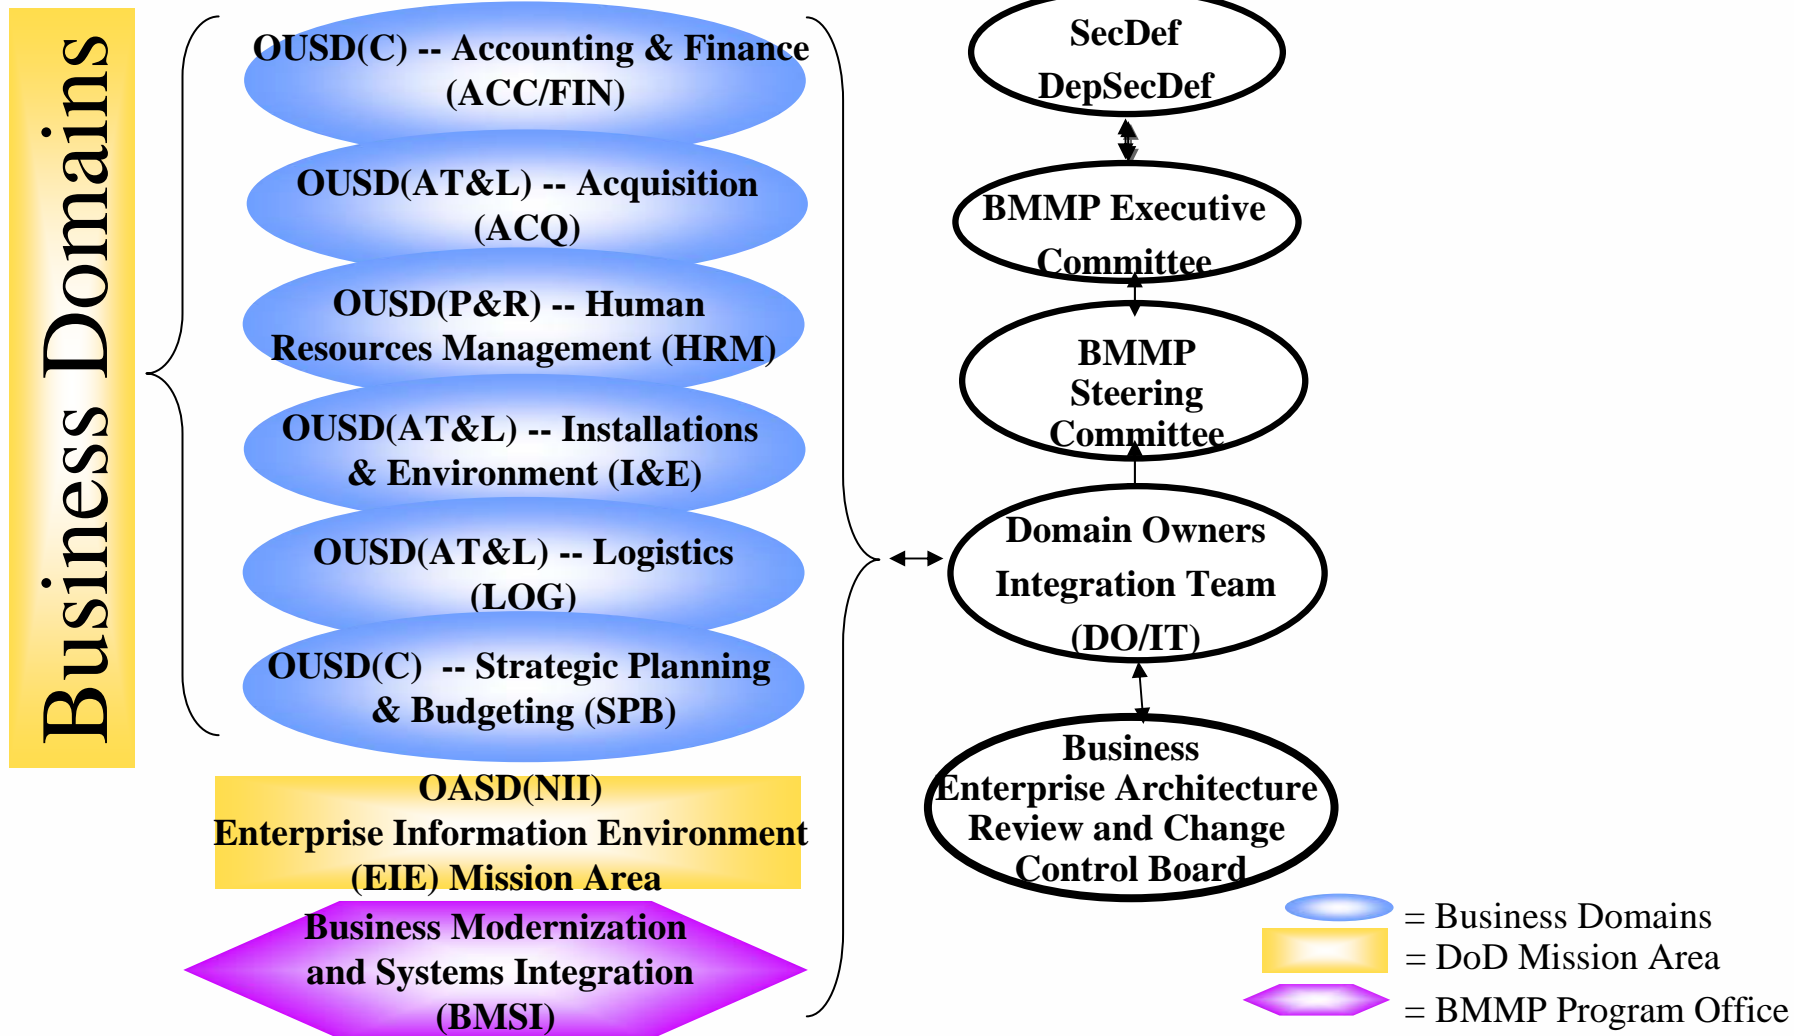 Business Domains
OUSD(C) -- Accounting & Finance
(ACC/FIN)
OUSD(AT&L) -- Acquisition
(ACQ)
OUSD(P&R) -- Human
Resources Management (HRM)
OUSD(AT&L) -- Installations
& Environment (I&E)
OUSD(AT&L) -- Logistics
(LOG)
OUSD(C) -- Strategic Planning
& Budgeting (SPB)
OASD(NII)
Enterprise Information Environment
(EIE) Mission Area
Business Modernization
and Systems Integration
(BMSI)
SecDef
DepSecDef
BMMP Executive
Committee
BMMP
Steering
Committee
Domain Owners
Integration Team
(DO/IT)
Business
Enterprise Architecture
Review and Change
Control Board
= Business Domains
= DoD Mission Area
= BMMP Program Office